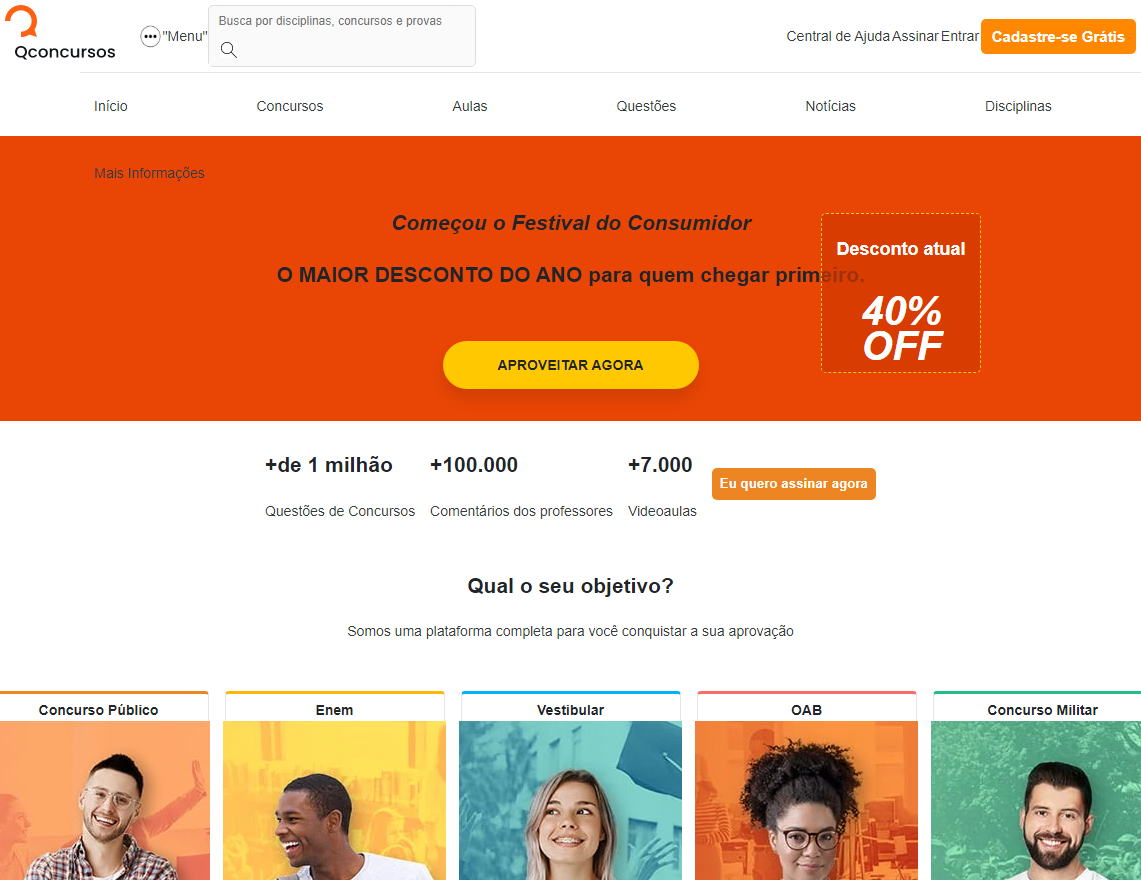 Qconcursos
"Menu"
Busca por disciplinas, concursos e provas
Central de Ajuda Assinar Entrar
Cadastre-se Grátis
Início
Concursos
Aulas
Questões
Notícias
Disciplinas
Mais Informações
Começou o Festival do Consumidor
O MAIOR DESCONTO DO ANO para quem chegar primeiro.
Desconto atual
40%
OFF
APROVEITAR AGORA
+de 1 milhão
Questões de Concursos
+100.000
Comentários dos professores
+7.000
Videoaulas
Eu quero assinar agora
Qual o seu objetivo?
Somos uma plataforma completa para você conquistar a sua aprovação
Concurso Público
Enem
Vestibular
OAB
Concurso Militar